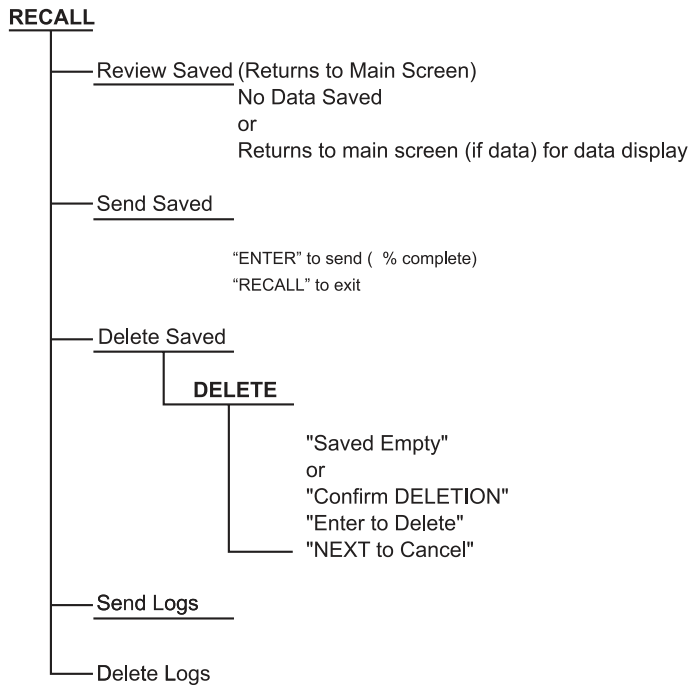 RECALL
Review Saved (Returns to Main Screen)
No Data Saved
or
Returns to main screen (if data) for data display
Send Saved
“ENTER” to send (  % complete)
“RECALL” to exit
Delete Saved
DELETE
"Saved Empty"
or
"Confirm DELETION"
"Enter to Delete"
"NEXT to Cancel"
Send Logs
Delete Logs